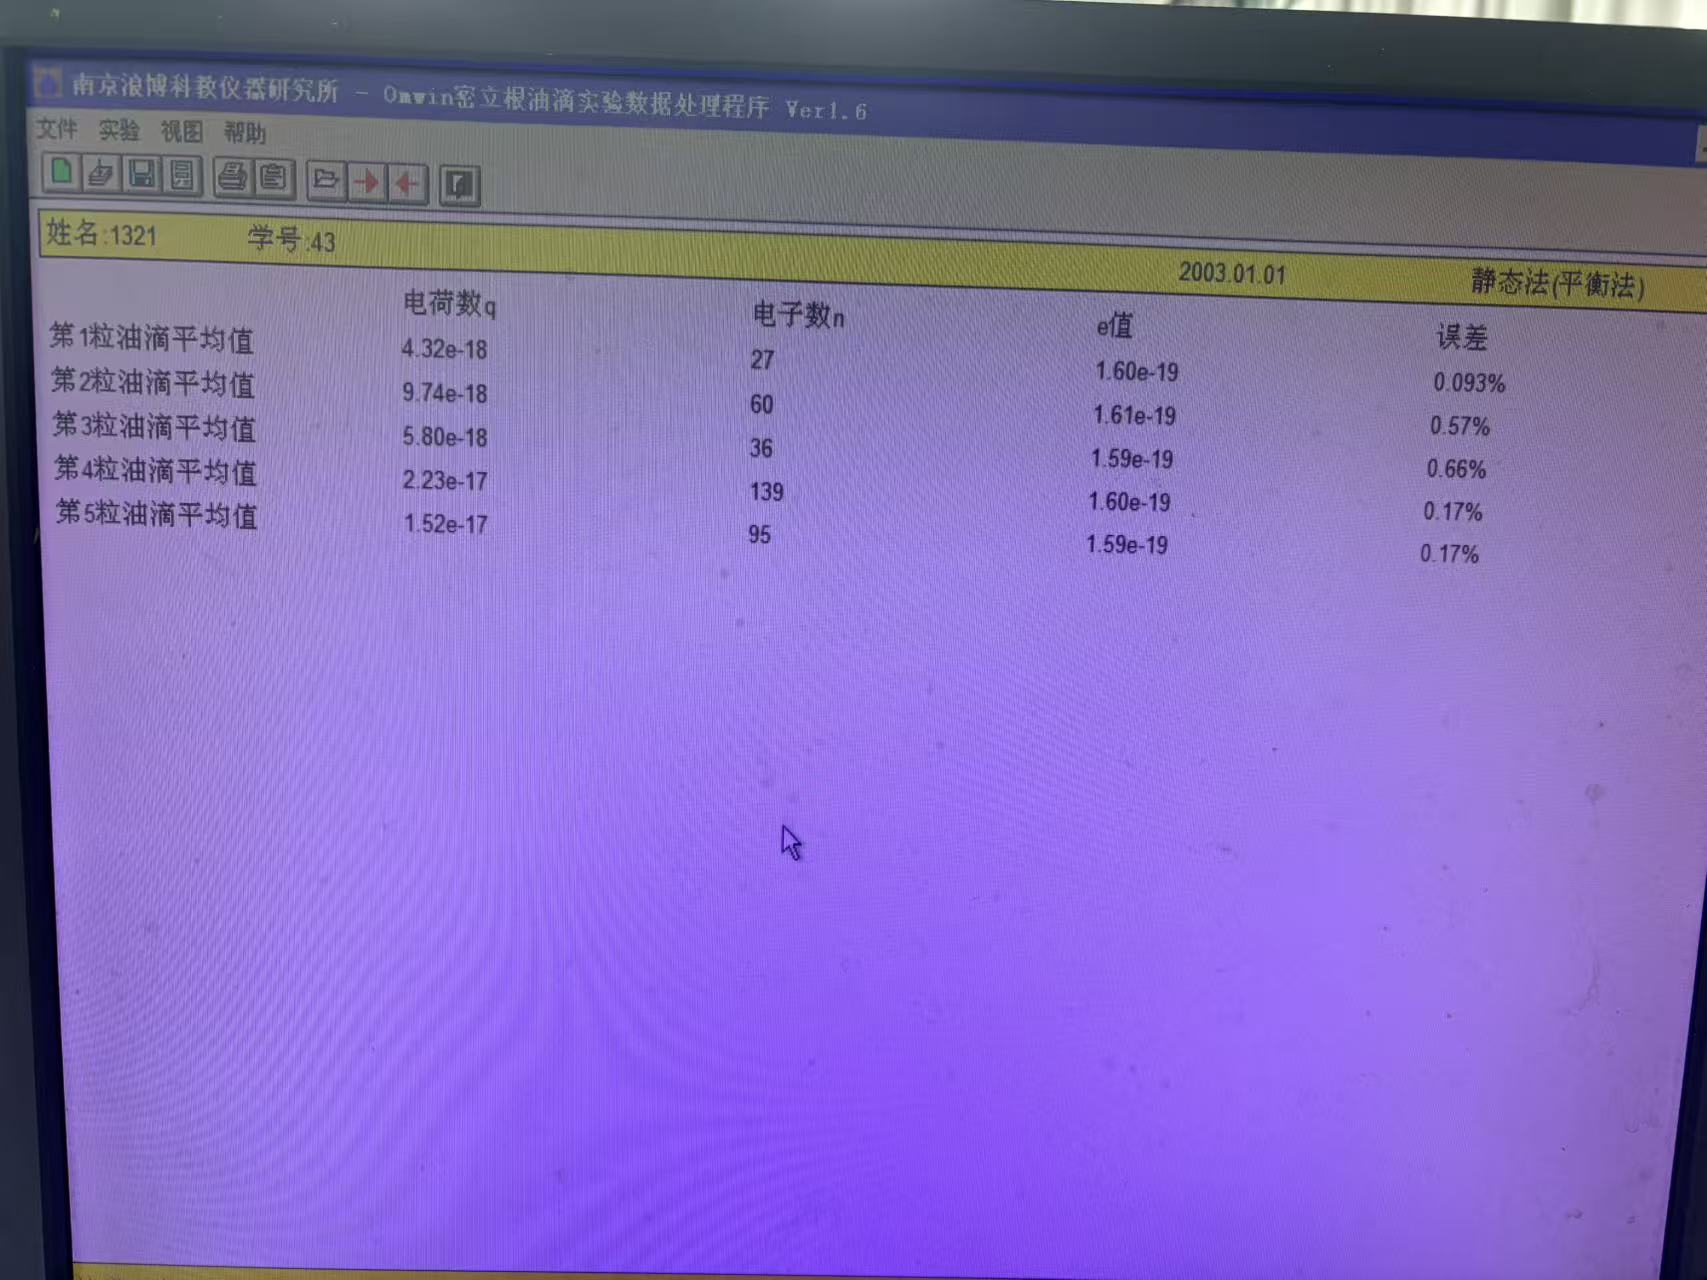 南京浪博科教仪器研究所 - Omwin密立根油滴实验数据处理程序 Ver1.6
文件 实验 视图 帮助
姓名:1321 学号:43 2003.01.01 静态法(平衡法)
电荷数q 电子数n e值 误差
第1粒油滴平均值 4.32e-18 27 1.60e-19 0.093%
第2粒油滴平均值 9.74e-18 60 1.61e-19 0.57%
第3粒油滴平均值 5.80e-18 36 1.59e-19 0.66%
第4粒油滴平均值 2.23e-17 139 1.60e-19 0.17%
第5粒油滴平均值 1.52e-17 95 1.59e-19 0.17%